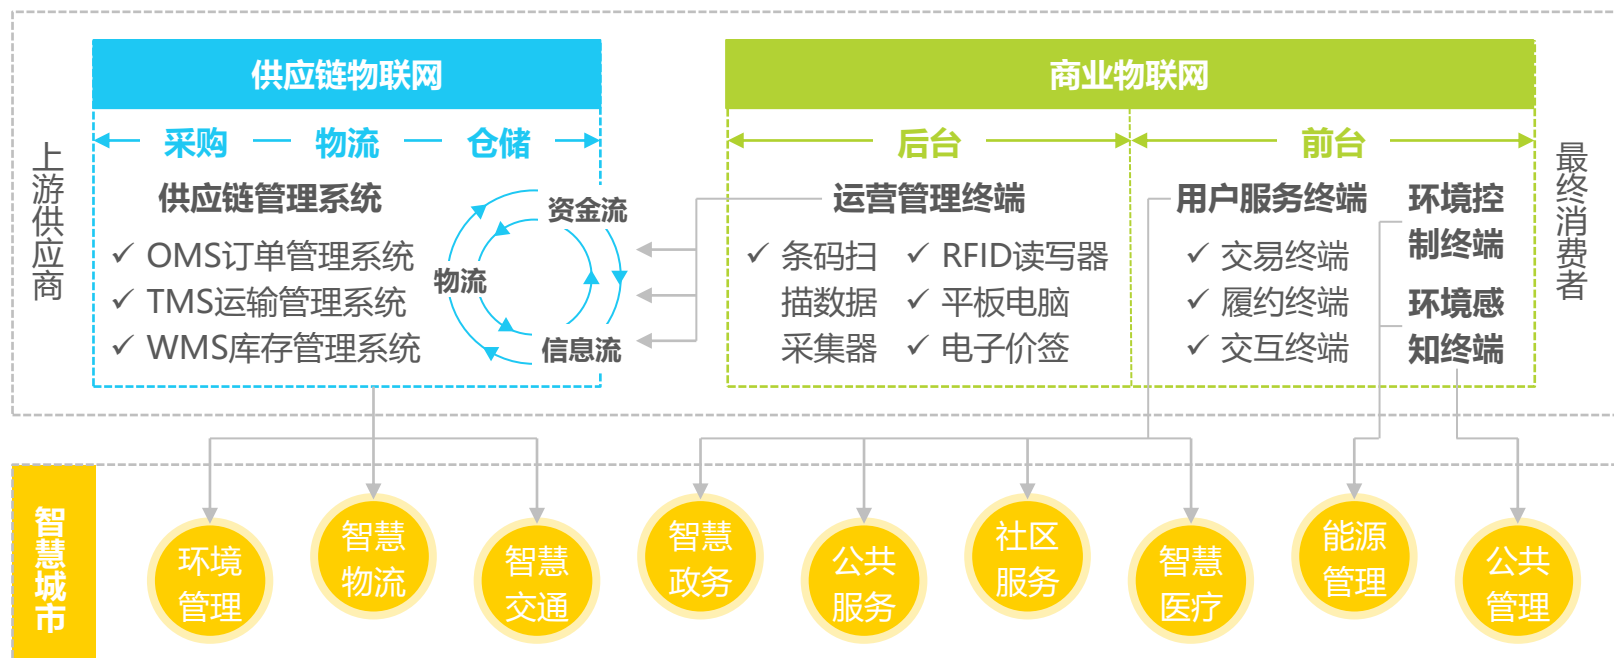 供应链物联网
商业物联网
上游供应商
采购
物流
仓储
后台
前台
最终消费者
供应链管理系统
OMS订单管理系统
TMS运输管理系统
WMS库存管理系统
资金流
物流
信息流
运营管理终端
条码扫
描数据
采集器
RFID读写器
平板电脑
电子价签
用户服务终端
交易终端
履约终端
交互终端
环境控
制终端
环境感
知终端
智慧城市
环境
管理
智慧
物流
智慧
交通
智慧
政务
公共
服务
社区
服务
智慧
医疗
能源
管理
公共
管理